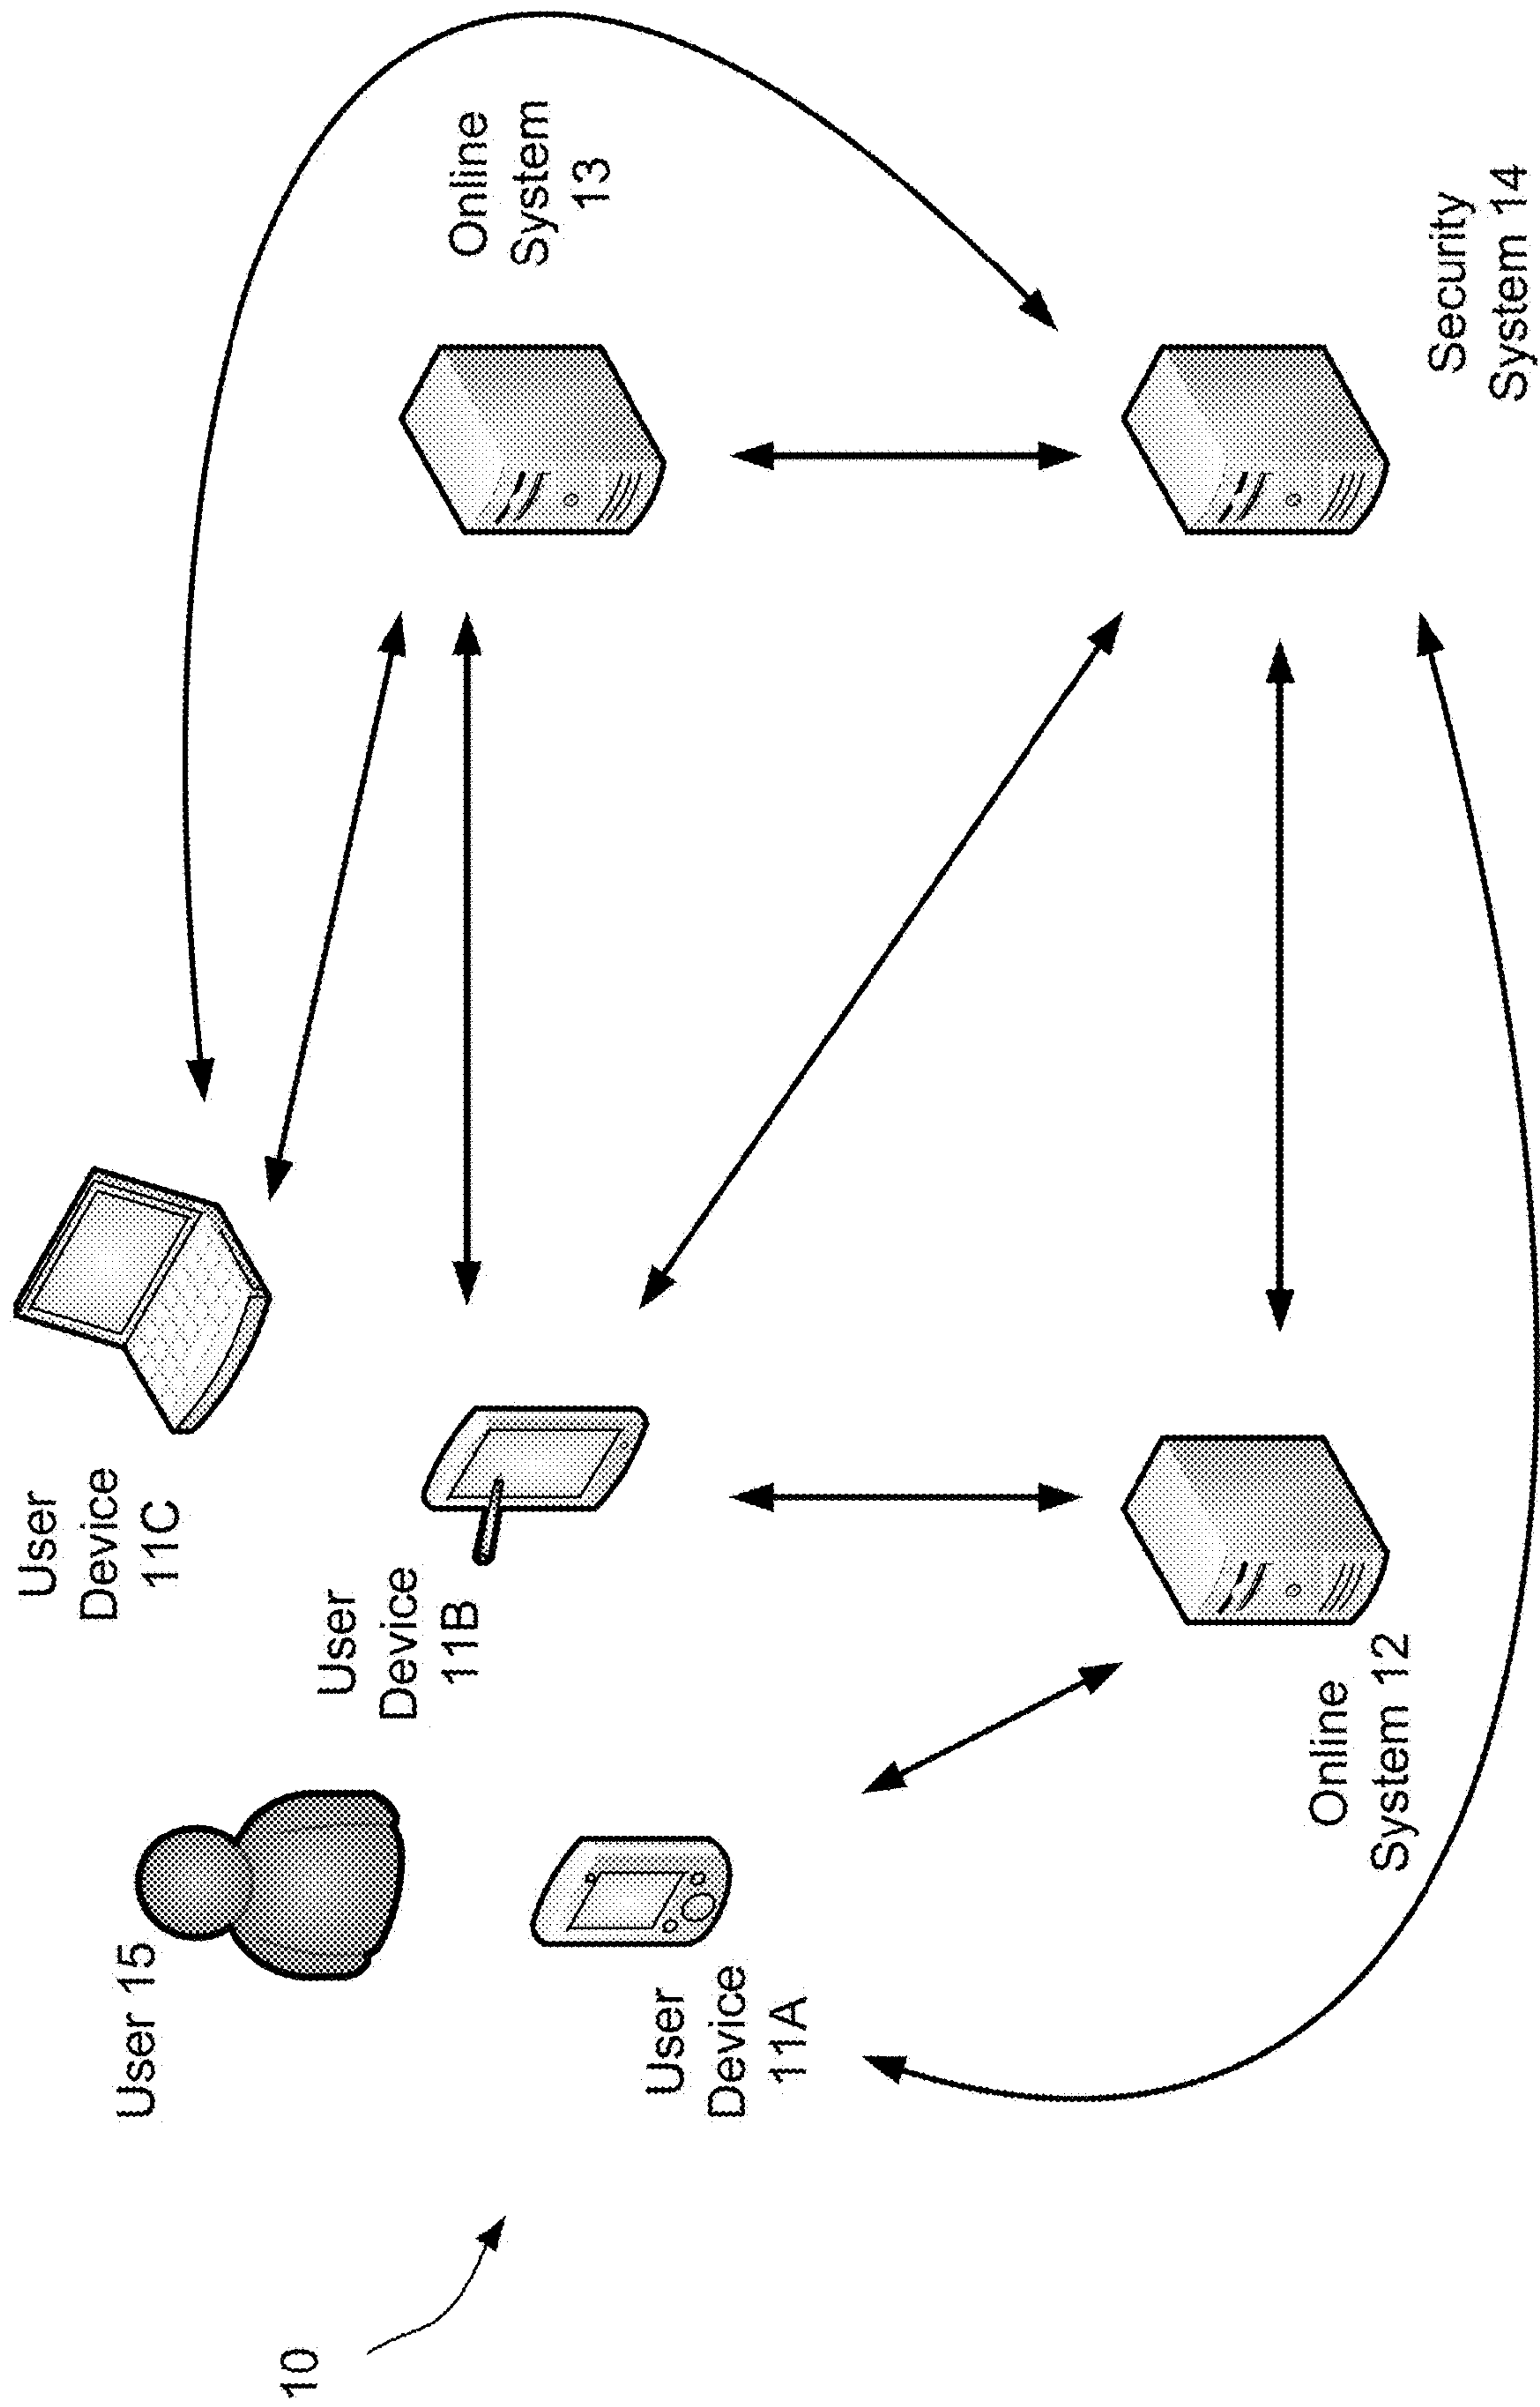 10
User 15
User
Device
11A
User
Device
11B
User
Device
11C
Online
System 12
Online
System
13
Security
System 14